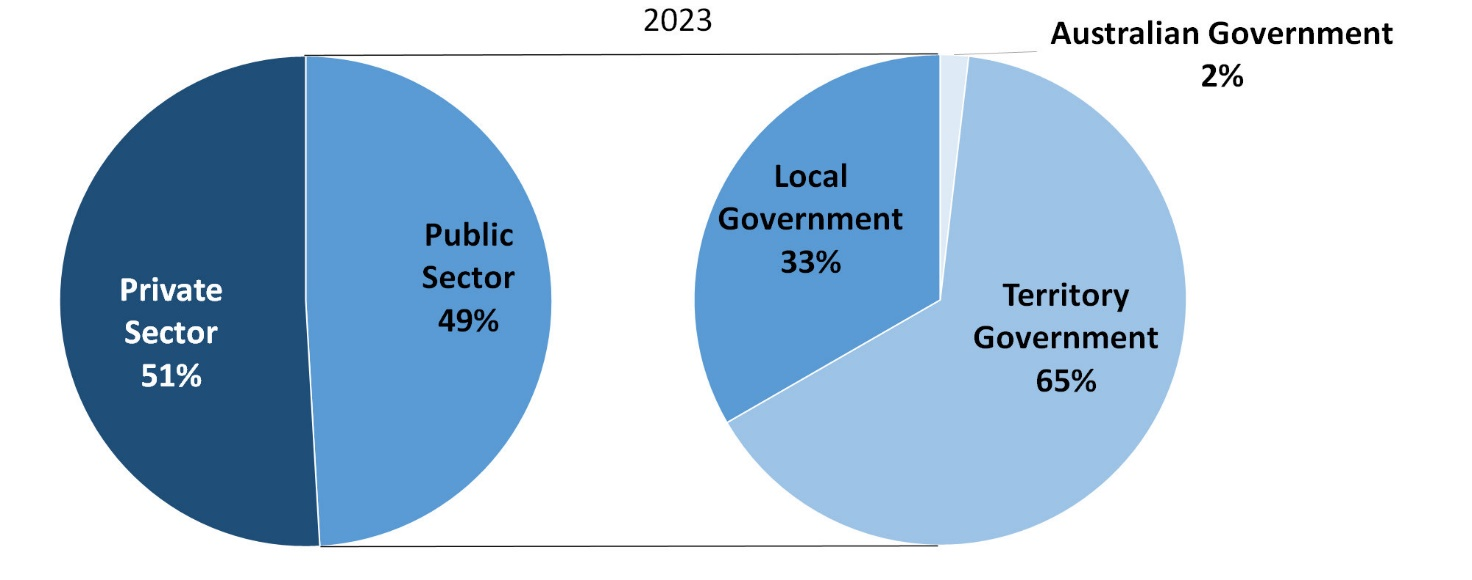 2023
Australian Government
2%
Private
Sector
51%
Public
Sector
49%
Local
Government
33%
Territory
Government
65%